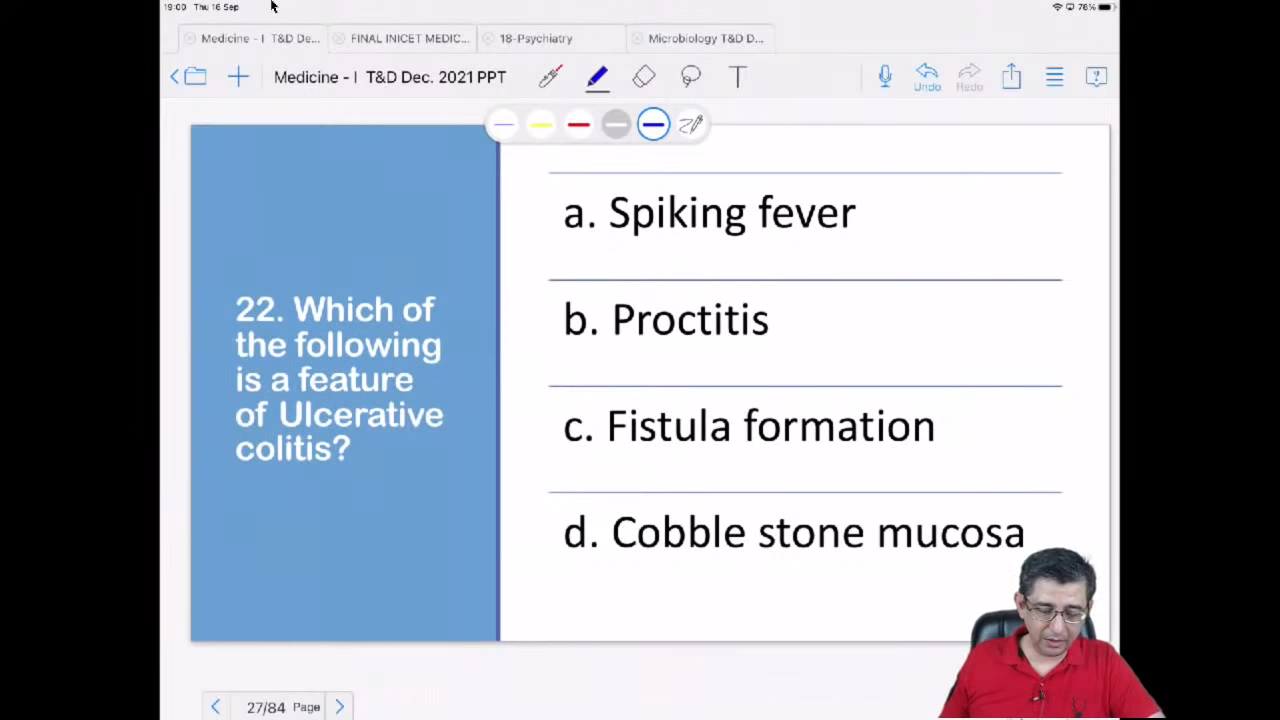 19:00 Thu 16 Sep
78%
Medicine - I T&D De...
FINAL INICET MEDIC...
18-Psychiatry
Microbiology T&D D...
Medicine - I T&D Dec. 2021 PPT
T
Undo
Redo
22. Which of
the following
is a feature
of Ulcerative
colitis?
a. Spiking fever
b. Proctitis
c. Fistula formation
d. Cobble stone mucosa
27/84 Page